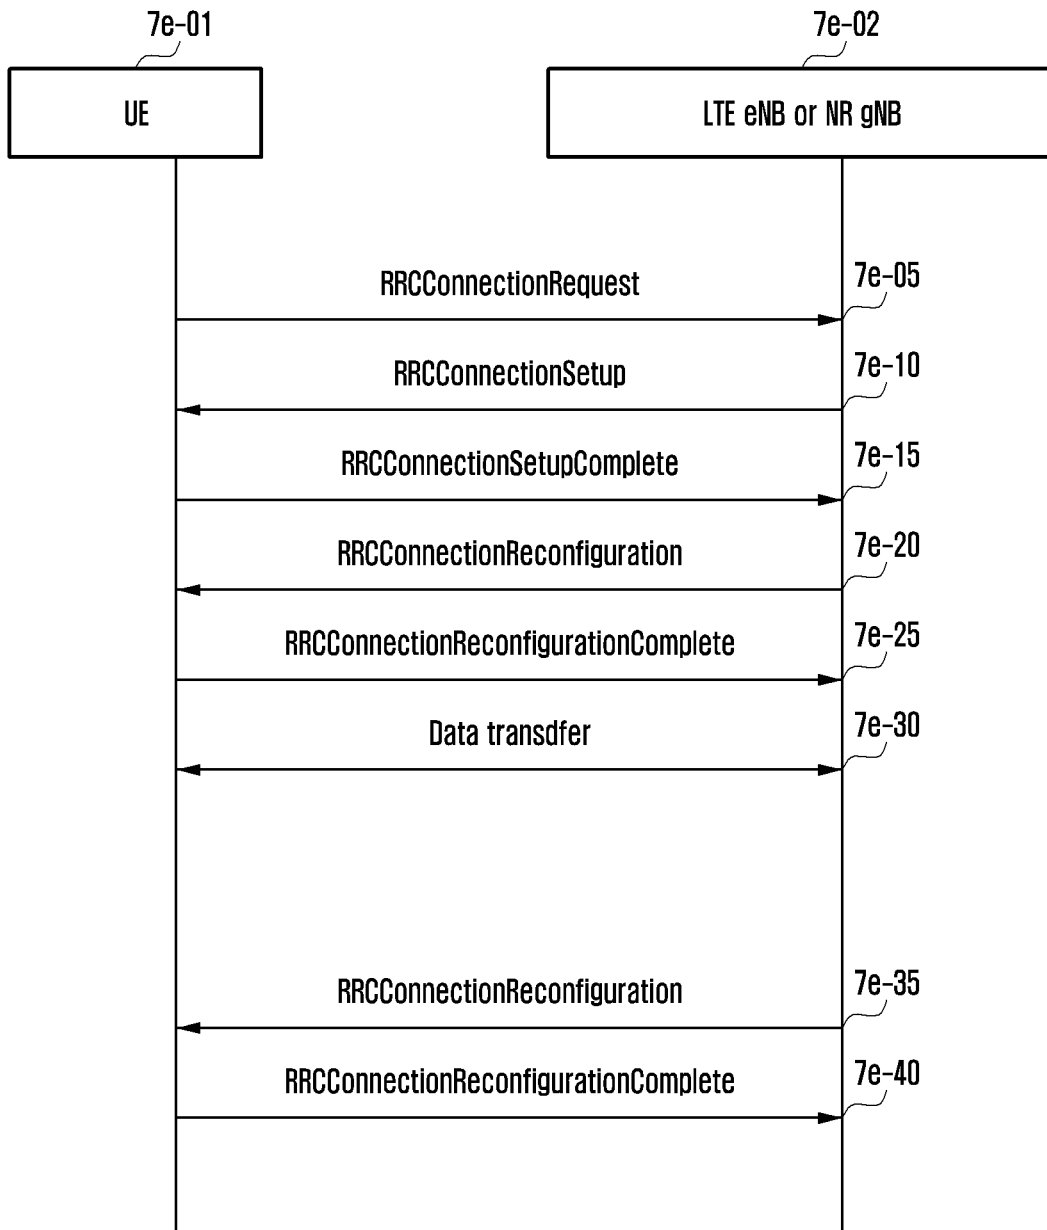 7e-01
7e-02
UE
LTE eNB or NR gNB
RRCConnectionRequest
7e-05
RRCConnectionSetup
7e-10
RRCConnectionSetupComplete
7e-15
RRCConnectionReconfiguration
7e-20
RRCConnectionReconfigurationComplete
7e-25
Data transdfer
7e-30
RRCConnectionReconfiguration
7e-35
RRCConnectionReconfigurationComplete
7e-40